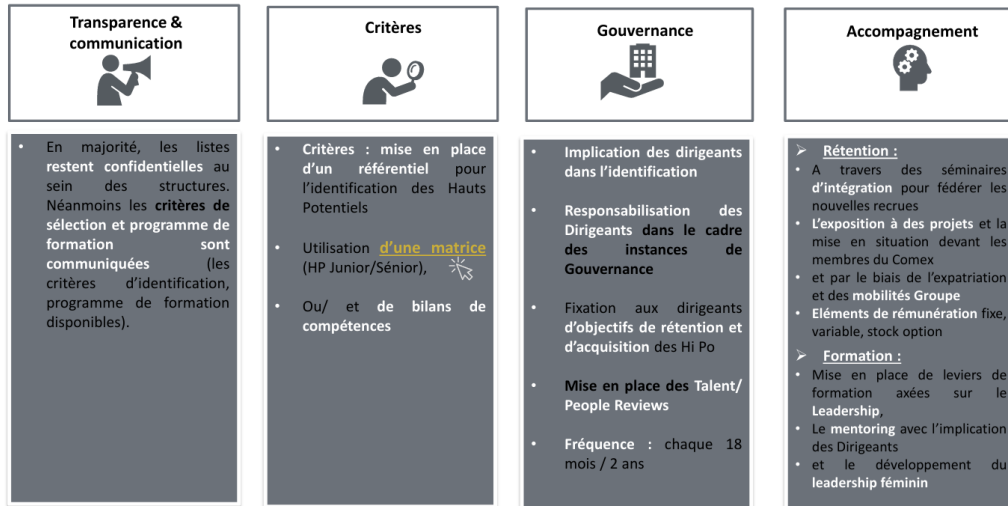 Transparence &
communication
• En majorité, les listes
restent confidentielles au
sein des structures.
Néanmoins les critères de
sélection et programme de
formation sont
communiquées (les
critères d'identification,
programme de formation
disponibles).
Critères
• Critères : mise en place
d'un référentiel pour
l'identification des Hauts
Potentiels
• Utilisation d'une matrice
(HP Junior/Sénior),
• Ou/ et de bilans de
compétences
Gouvernance
• Implication des dirigeants
dans l'identification
• Responsabilisation des
Dirigeants dans le cadre
des instances de
Gouvernance
• Fixation aux dirigeants
d'objectifs de rétention et
d'acquisition des Hi Po
• Mise en place des Talent/
People Reviews
• Fréquence : chaque 18
mois / 2 ans
Accompagnement
➢ Rétention :
• A travers des séminaires
d'intégration pour fédérer les
nouvelles recrues
• L'exposition à des projets et la
mise en situation devant les
membres du Comex
• et par le biais de l'expatriation
et des mobilités Groupe
• Eléments de rémunération fixe,
variable, stock option
➢ Formation :
• Mise en place de leviers de
formation axées sur le
Leadership,
• Le mentoring avec l'implication
des Dirigeants
• et le développement du
leadership féminin